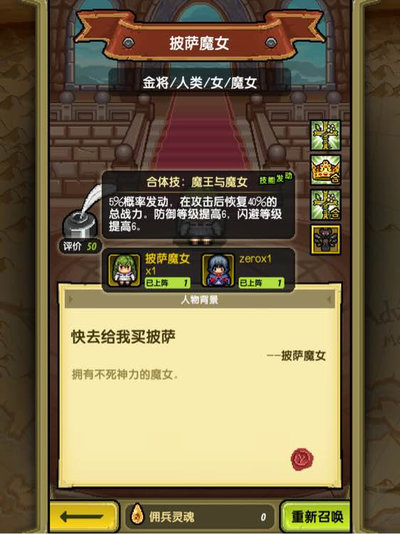 披萨魔女
金将/人类/女/魔女
合体技：魔王与魔女
技能发动
5%概率发动，在攻击后恢复40%的
总战力。防御等级提高6，闪避等级
提高6。
评价 50
披萨魔女
x1
已上阵 1
zerox1
已上阵 1
人物背景
快去给我买披萨
--披萨魔女
拥有不死神力的魔女。
佣兵灵魂 0
重新召唤